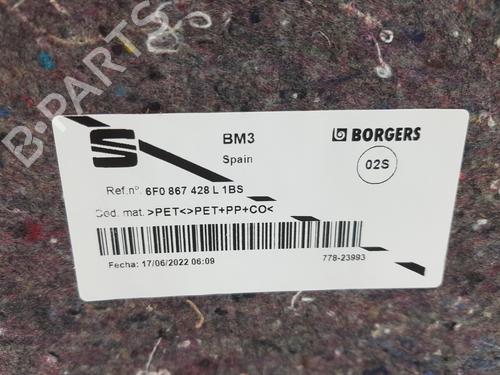 B-PARTS
BM3
Spain
BORGERS
02S
Ref.nº. 6F0 867 428 L 1BS
Cod. mat. >PET<>PET+PP+CO<
Fecha: 17/06/2022 06:09
778-23993